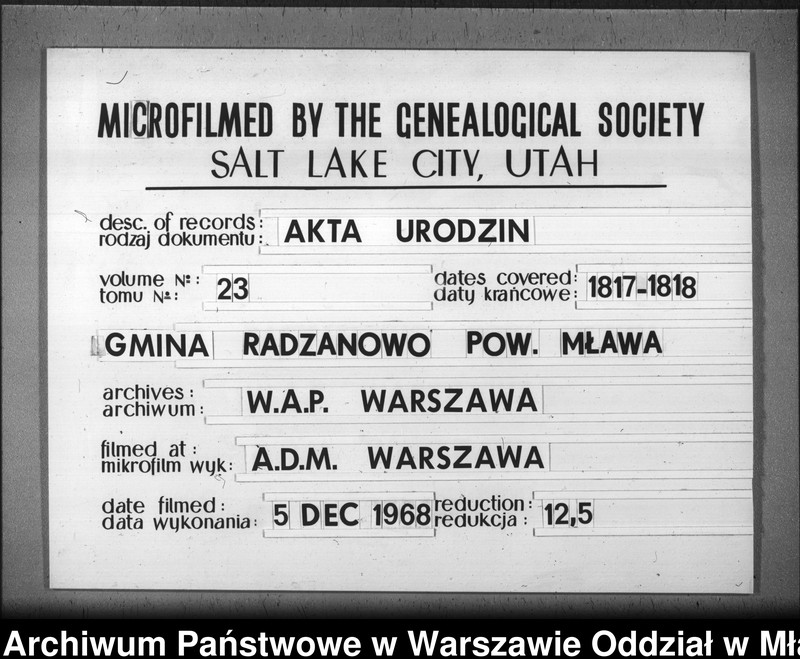 MICROFILMED BY THE GENEALOGICAL SOCIETY
SALT LAKE CITY, UTAH
desc. of records:
rodzaj dokumentu:
AKTA URODZIN
volume №:
tomu №:
23
dates covered:
daty krańcowe:
1817-1818
GMINA RADZANOWO POW. MŁAWA
archives:
archiwum:
W.A.P. WARSZAWA
filmed at:
mikrofilm wyk:
A.D.M. WARSZAWA
date filmed:
data wykonania:
5 DEC 1968
reduction:
redukcja:
12,5
Archiwum Państwowe w Warszawie Oddział w Mła